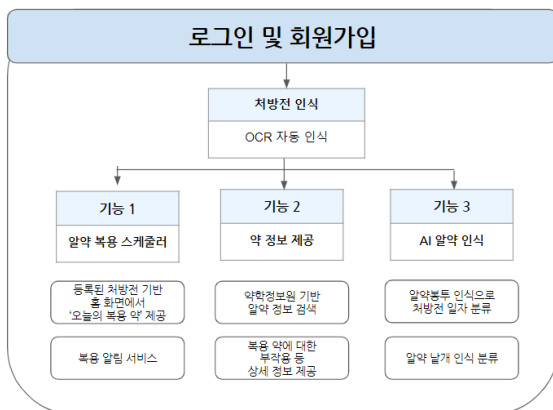 로그인 및 회원가입
처방전 인식
OCR 자동 인식
기능 1
알약 복용 스케줄러
등록된 처방전 기반
홈 화면에서
'오늘의 복용 약' 제공
복용 알림 서비스
기능 2
약 정보 제공
약학정보원 기반
알약 정보 검색
복용 약에 대한
부작용 등
상세 정보 제공
기능 3
AI 알약 인식
알약봉투 인식으로
처방전 일자 분류
알약 낱개 인식 분류